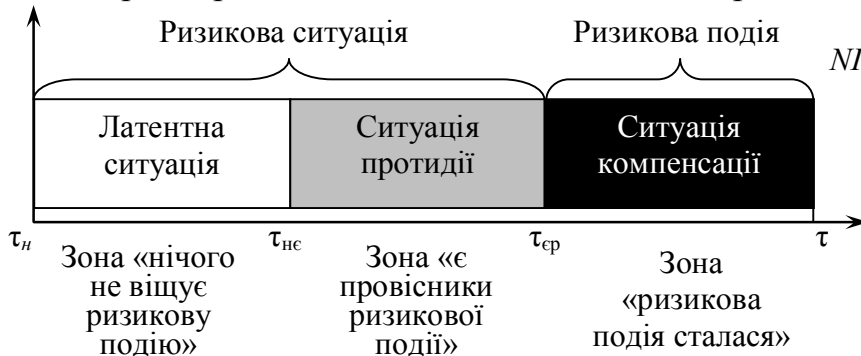 Ризикова ситуація
Ризикова подія
NI
Латентна
ситуація
Ситуація
протидії
Ситуація
компенсації
τн
τнє
τєр
τ
Зона «нічого
не віщує
ризикову
подію»
Зона «є
провісники
ризикової
події»
Зона
«ризикова
подія сталася»